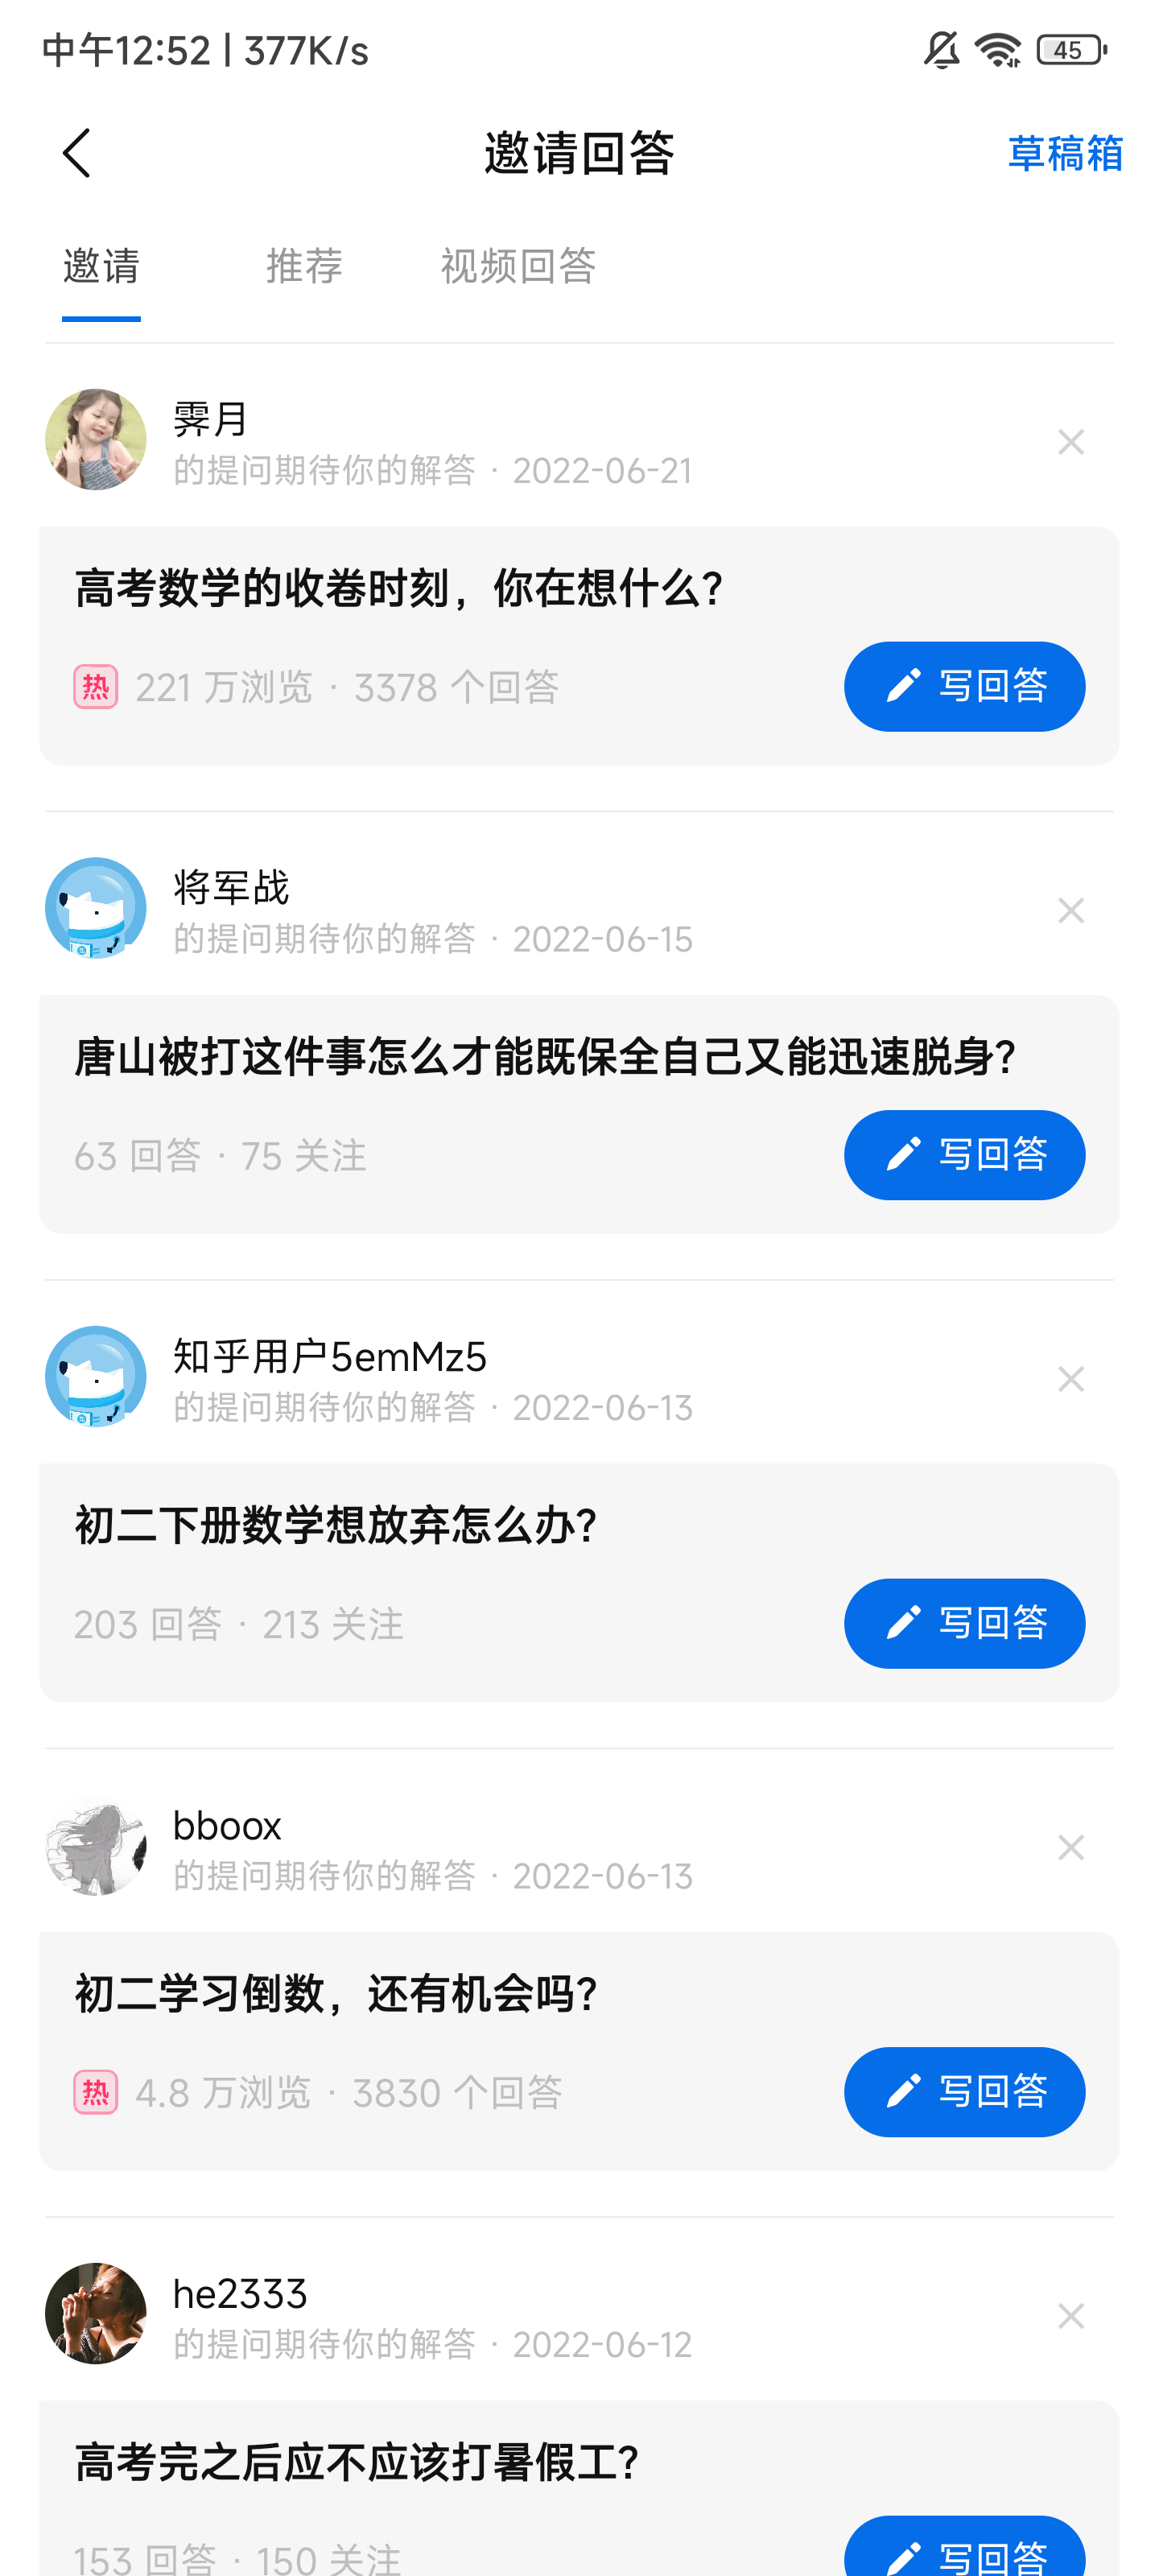 中午12:52 | 377K/s
45
邀请回答
草稿箱
邀请 推荐 视频回答
霁月
的提问期待你的解答 · 2022-06-21
高考数学的收卷时刻，你在想什么?
热 221 万浏览 · 3378 个回答
写回答
将军战
的提问期待你的解答 · 2022-06-15
唐山被打这件事怎么才能既保全自己又能迅速脱身?
63 回答 · 75 关注
写回答
知乎用户5emMz5
的提问期待你的解答 · 2022-06-13
初二下册数学想放弃怎么办?
203 回答 · 213 关注
写回答
bboox
的提问期待你的解答 · 2022-06-13
初二学习倒数，还有机会吗?
热 4.8 万浏览 · 3830 个回答
写回答
he2333
的提问期待你的解答 · 2022-06-12
高考完之后应不应该打暑假工?
153 回答 · 150 关注
写回答